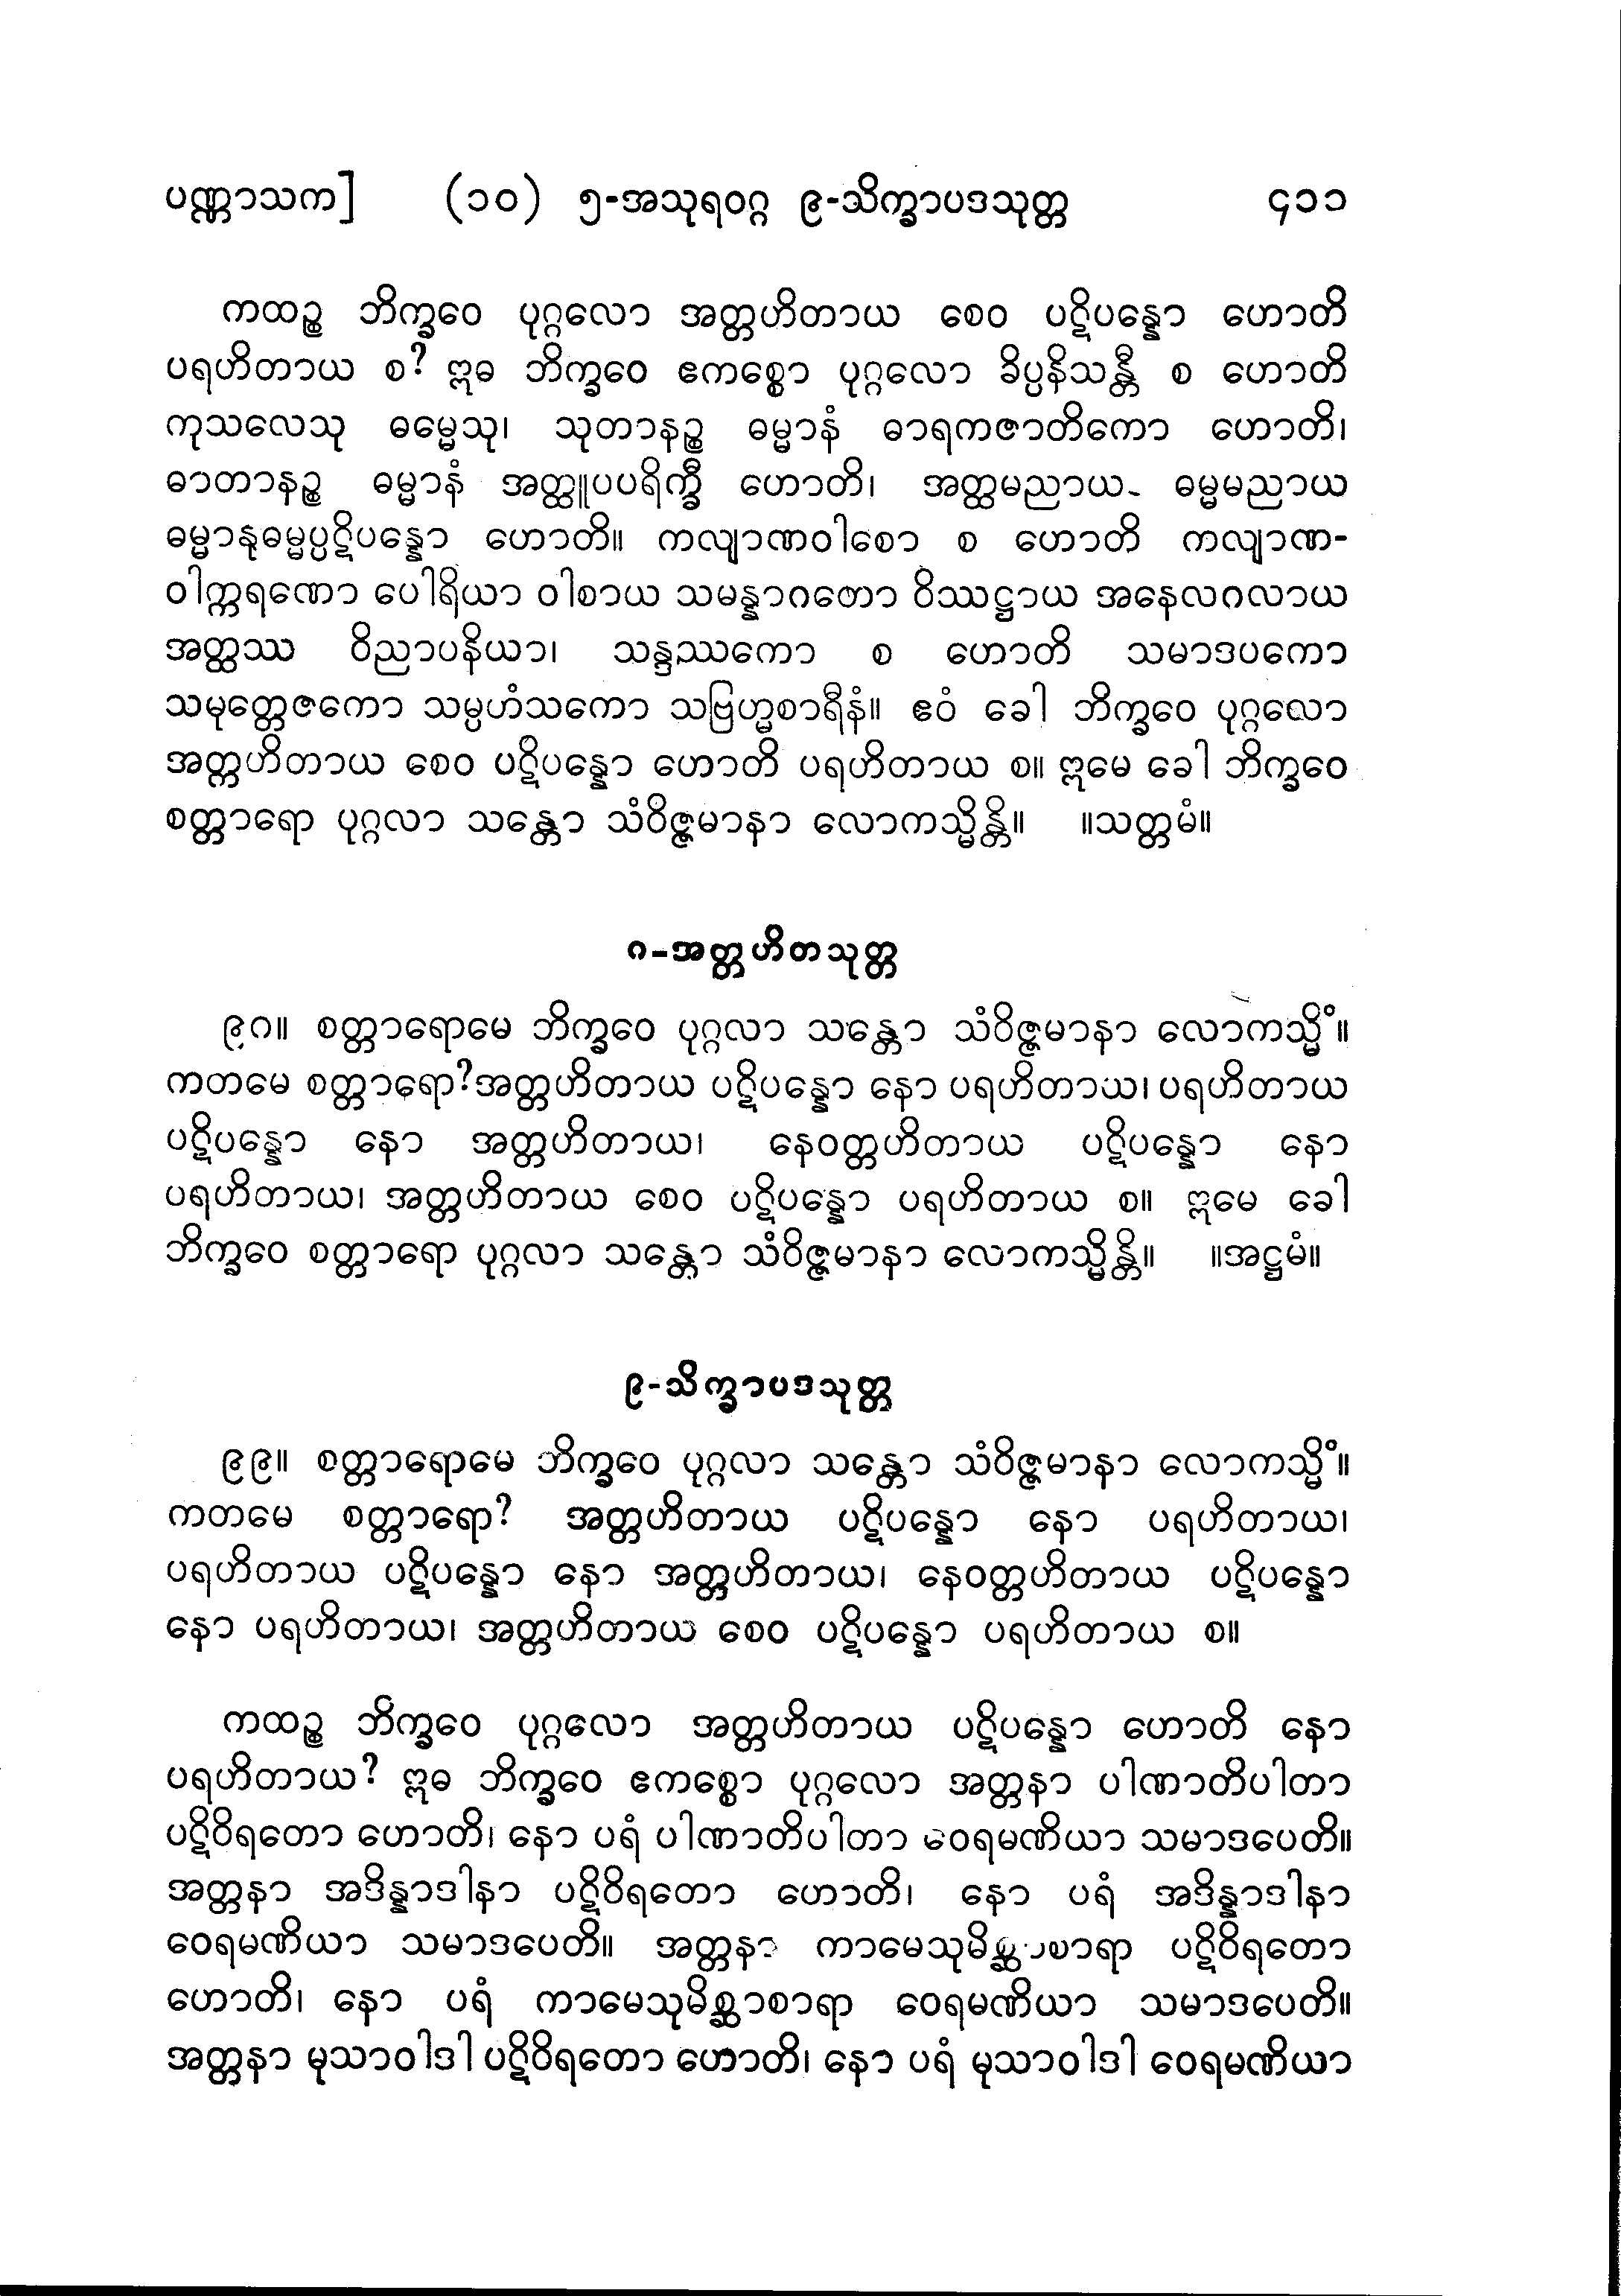 ပဏ္ဏာသက] (၁၀) ၅-အသုရဝဂ္ဂ ၉-သိက္ခာပဒသုတ္တ ၄၁၁
ကထဉ္စ ဘိက္ခဝေ ပုဂ္ဂလော အတ္တဟိတာယ စေဝ ပဋိပန္နော ဟောတိ
ပရဟိတာယ စ? ဣဓ ဘိက္ခဝေ ဧကစ္စော ပုဂ္ဂလော ခိပ္ပနိသန္တီ စ ဟောတိ
ကုသလေသု ဓမ္မေသု၊ သုတာနဉ္စ ဓမ္မာနံ ဓာရကဇာတိကော ဟောတိ၊
ဓာတာနဉ္စ ဓမ္မာနံ အတ္ထူပပရိက္ခီ ဟောတိ၊ အတ္ထမညာယ ဓမ္မမညာယ
ဓမ္မာနုဓမ္မပ္ပဋိပန္နော ဟောတိ။ ကလျာဏဝါစော စ ဟောတိ ကလျာဏ-
ဝါက္ကရဏော ပေါရိယာ ဝါစာယ သမန္နာဂတော ဝိဿဋ္ဌာယ အနေလဂလာယ
အတ္ထဿ ဝိညာပနိယာ၊ သန္ဒဿကော စ ဟောတိ သမာဒပကော
သမုတ္တေဇကော သမ္ပဟံသကော သဗြဟ္မစာရီနံ။ ဧဝံ ခေါ ဘိက္ခဝေ ပုဂ္ဂလော
အတ္တဟိတာယ စေဝ ပဋိပန္နော ဟောတိ ပရဟိတာယ စ။ ဣမေ ခေါ ဘိက္ခဝေ
စတ္တာရော ပုဂ္ဂလာ သန္တော သံဝိဇ္ဇမာနာ လောကသ္မိန္တိ။ ။သတ္တမံ။
ဂ-အတ္တဟိတသုတ္တ
၉ဂ။ စတ္တာရောမေ ဘိက္ခဝေ ပုဂ္ဂလာ သန္တော သံဝိဇ္ဇမာနာ လောကသ္မိံ။
ကတမေ စတ္တာရော?အတ္တဟိတာယ ပဋိပန္နော နော ပရဟိတာယ၊ ပရဟိတာယ
ပဋိပန္နော နော အတ္တဟိတာယ၊ နေဝတ္တဟိတာယ ပဋိပန္နော နော
ပရဟိတာယ၊ အတ္တဟိတာယ စေဝ ပဋိပန္နော ပရဟိတာယ စ။ ဣမေ ခေါ
ဘိက္ခဝေ စတ္တာရော ပုဂ္ဂလာ သန္တော သံဝိဇ္ဇမာနာ လောကသ္မိန္တိ။ ။အဋ္ဌမံ။
၉-သိက္ခာပဒသုတ္တ
၉၉။ စတ္တာရောမေ ဘိက္ခဝေ ပုဂ္ဂလာ သန္တော သံဝိဇ္ဇမာနာ လောကသ္မိံ။
ကတမေ စတ္တာရော? အတ္တဟိတာယ ပဋိပန္နော နော ပရဟိတာယ၊
ပရဟိတာယ ပဋိပန္နော နော အတ္တဟိတာယ၊ နေဝတ္တဟိတာယ ပဋိပန္နော
နော ပရဟိတာယ၊ အတ္တဟိတာယ စေဝ ပဋိပန္နော ပရဟိတာယ စ။
ကထဉ္စ ဘိက္ခဝေ ပုဂ္ဂလော အတ္တဟိတာယ ပဋိပန္နော ဟောတိ နော
ပရဟိတာယ? ဣဓ ဘိက္ခဝေ ဧကစ္စော ပုဂ္ဂလော အတ္တနာ ပါဏာတိပါတာ
ပဋိဝိရတော ဟောတိ၊ နော ပရံ ပါဏာတိပါတာ ဝေရမဏိယာ သမာဒပေတိ။
အတ္တနာ အဒိန္နာဒါနာ ပဋိဝိရတော ဟောတိ၊ နော ပရံ အဒိန္နာဒါနာ
ဝေရမဏိယာ သမာဒပေတိ။ အတ္တနာ ကာမေသုမိစ္ဆာစာရာ ပဋိဝိရတော
ဟောတိ၊ နော ပရံ ကာမေသုမိစ္ဆာစာရာ ဝေရမဏိယာ သမာဒပေတိ။
အတ္တနာ မုသာဝါဒါ ပဋိဝိရတော ဟောတိ၊ နော ပရံ မုသာဝါဒါ ဝေရမဏိယာ